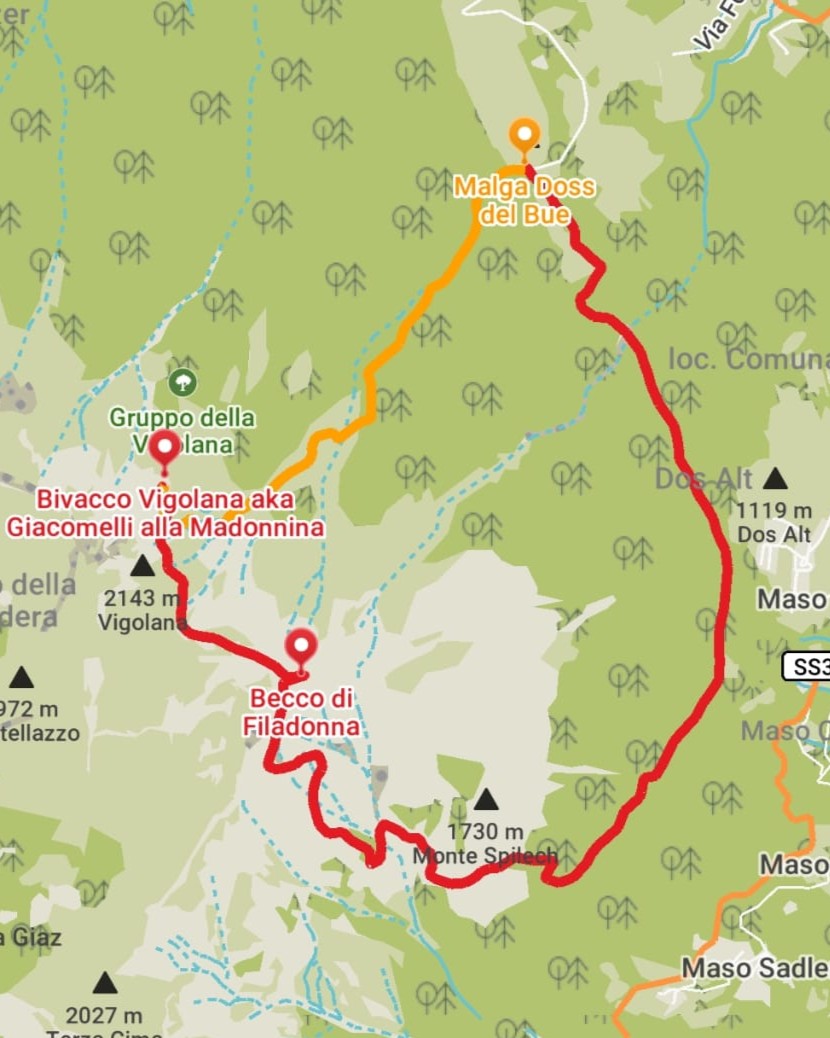 Via F
Malga Doss
del Bue
loc. Comuna
Gruppo della
Vigolana
Bivacco Vigolana aka
Giacomelli alla Madonnina
Dos Alt
1119 m
Dos Alt
della
dera
2143 m
Vigolana
Maso
SS3
Becco di
Filadonna
972 m
tellazzo
Maso
1730 m
Monte Spilech
Maso
a Giaz
Maso Sadle
2027 m
Terza Cima